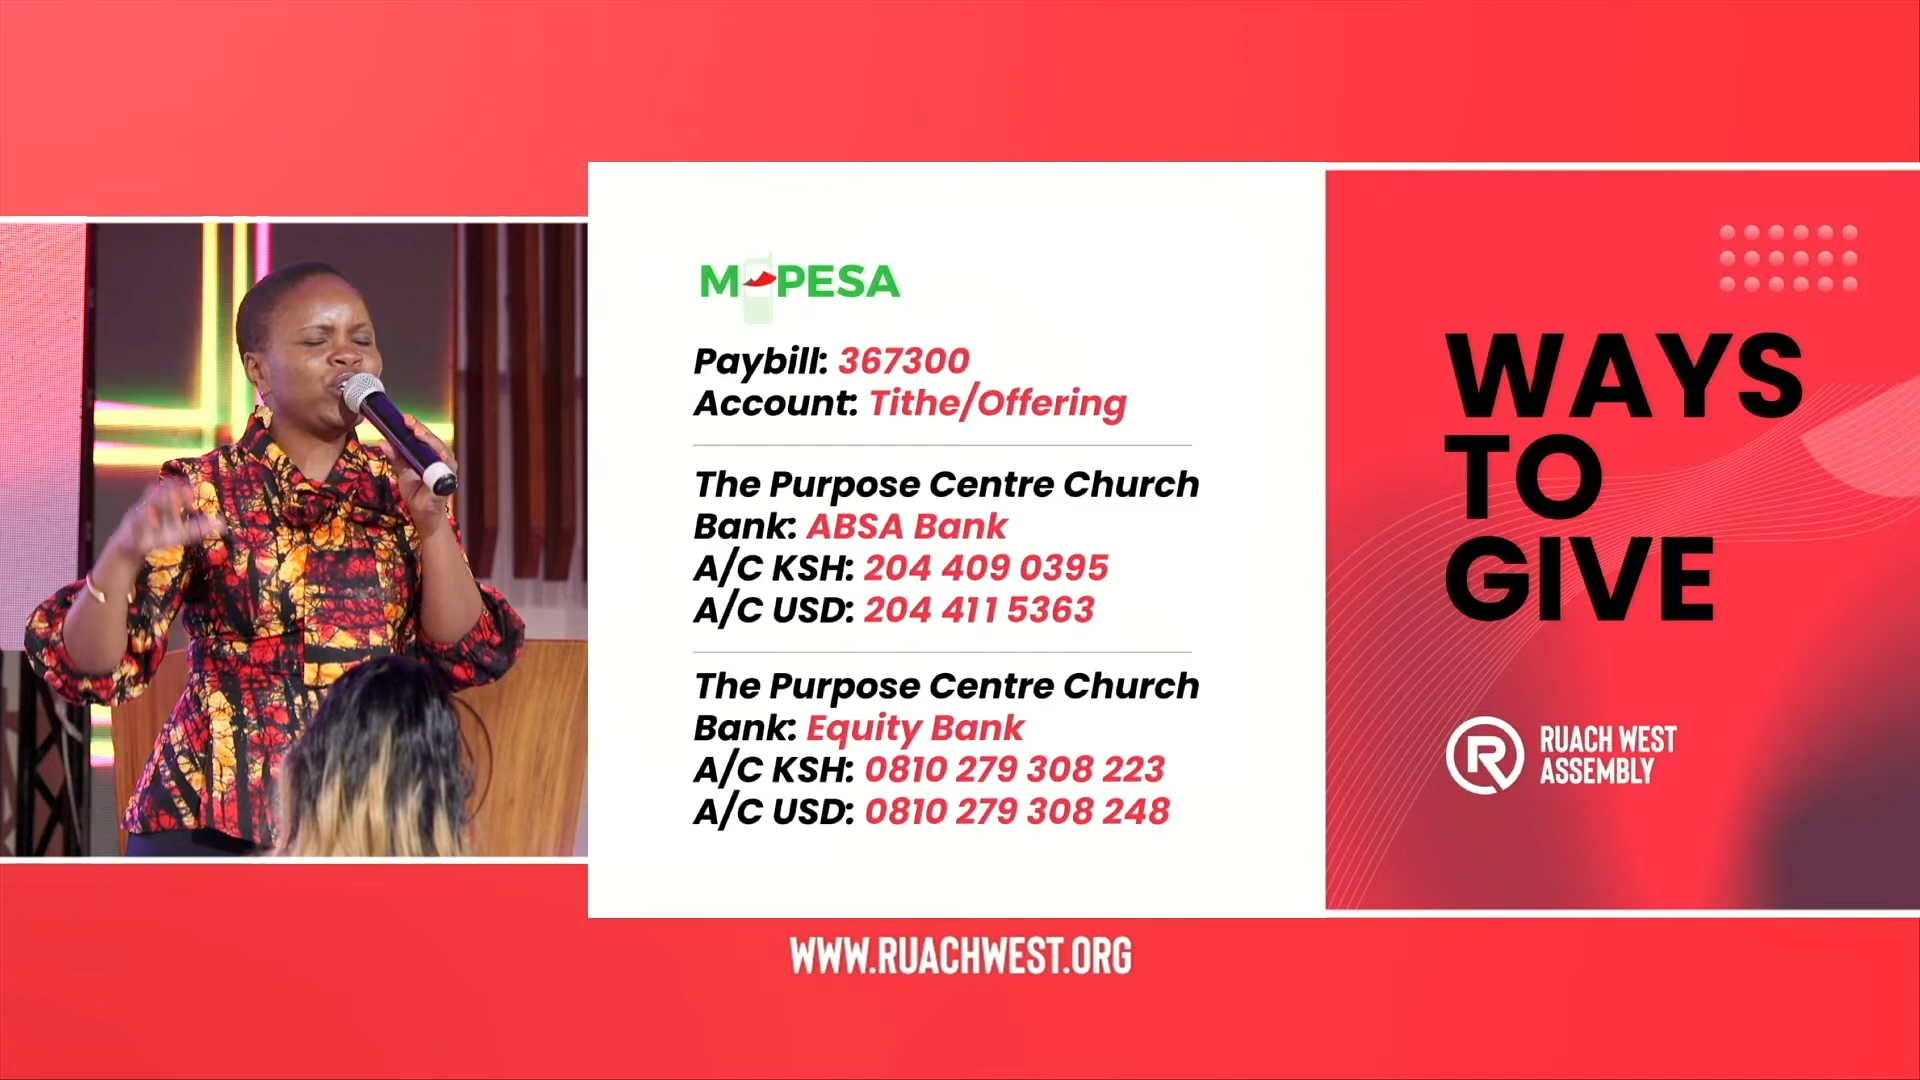 M-PESA
Paybill: 367300
Account: Tithe/Offering
The Purpose Centre Church
Bank: ABSA Bank
A/C KSH: 204 409 0395
A/C USD: 204 411 5363
The Purpose Centre Church
Bank: Equity Bank
A/C KSH: 0810 279 308 223
A/C USD: 0810 279 308 248
WAYS
TO
GIVE
R
RUACH WEST
ASSEMBLY
WWW.RUACHWEST.ORG